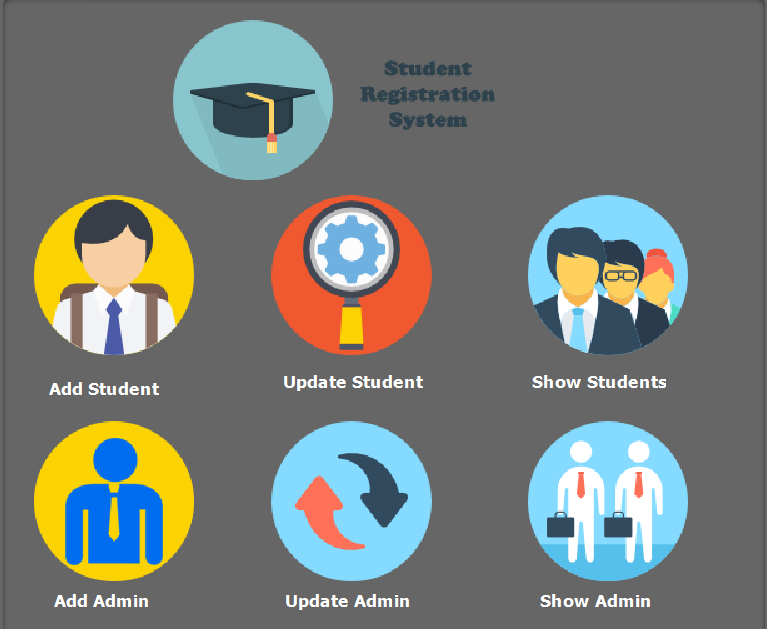 Student
Registration
System
Add Student
Update Student
Show Students
Add Admin
Update Admin
Show Admin